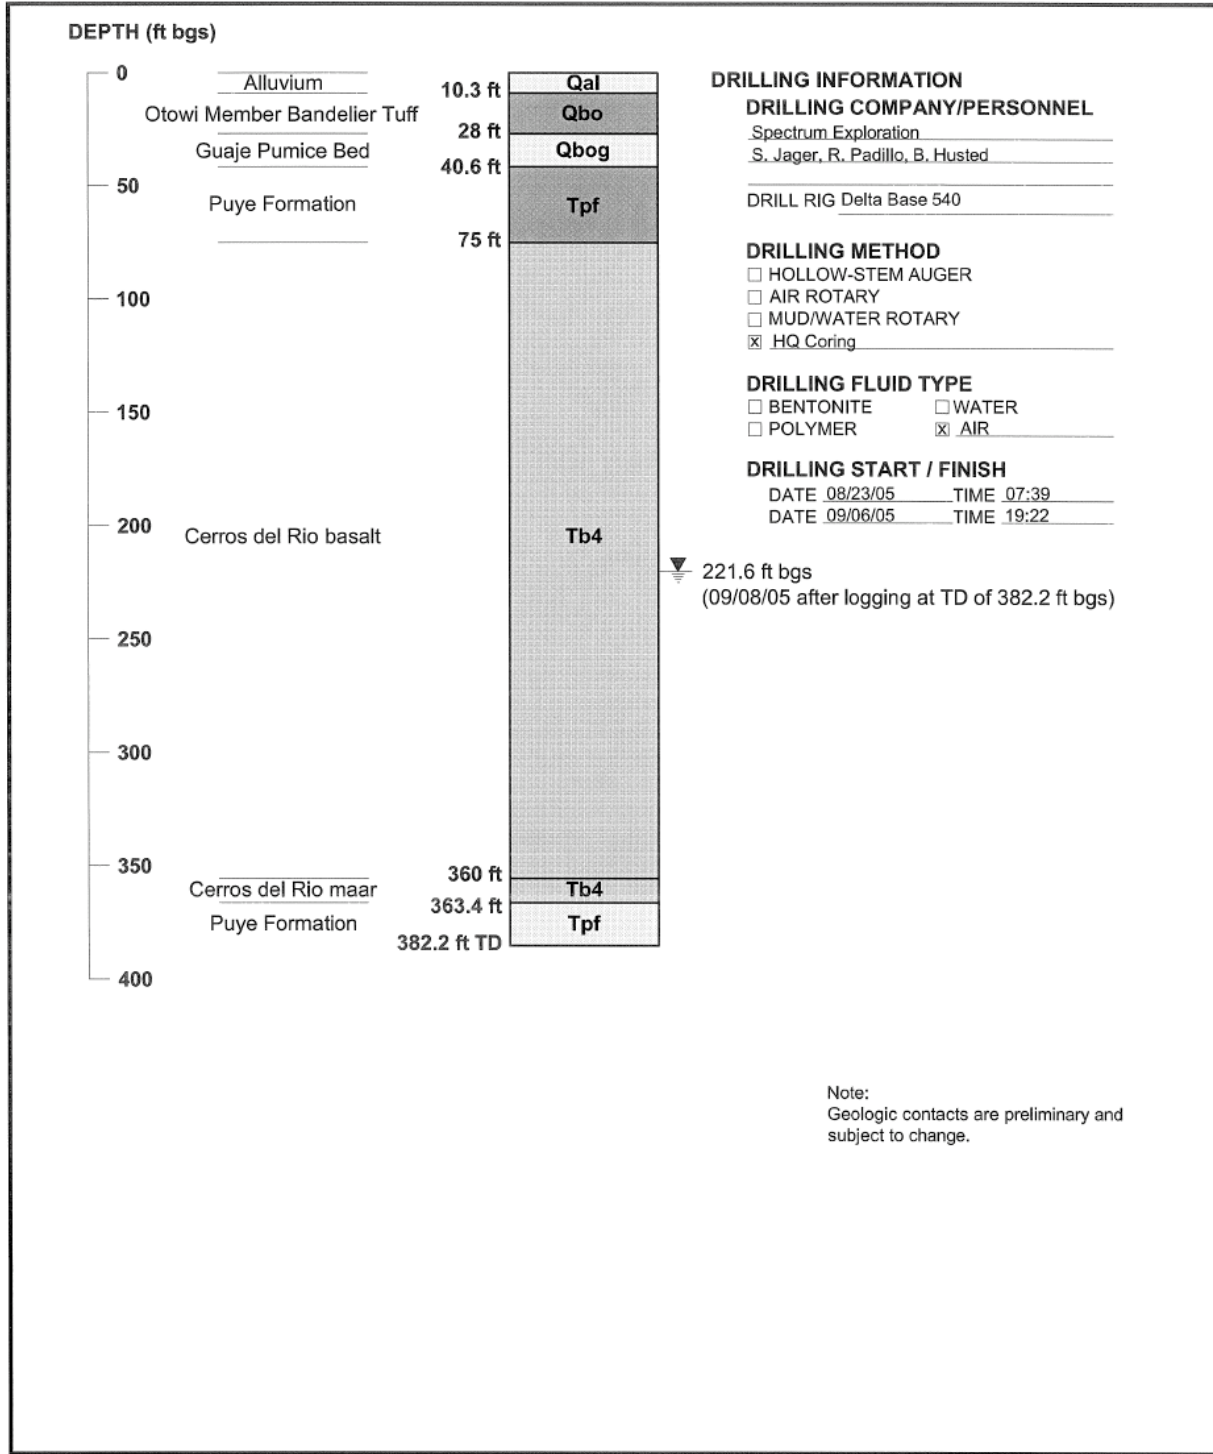 DEPTH (ft bgs)
0
50
100
150
200
250
300
350
400
Alluvium
Otowi Member Bandelier Tuff
Guaje Pumice Bed
Puye Formation
Cerros del Rio basalt
Cerros del Rio maar
Puye Formation
10.3 ft
28 ft
40.6 ft
75 ft
360 ft
363.4 ft
382.2 ft TD
Qal
Qbo
Qbog
Tpf
Tb4
Tb4
Tpf
221.6 ft bgs
(09/08/05 after logging at TD of 382.2 ft bgs)
DRILLING INFORMATION
DRILLING COMPANY/PERSONNEL
Spectrum Exploration
S. Jager, R. Padillo, B. Husted
DRILL RIG Delta Base 540
DRILLING METHOD
☐ HOLLOW-STEM AUGER
☐ AIR ROTARY
☐ MUD/WATER ROTARY
☒ HQ Coring
DRILLING FLUID TYPE
☐ BENTONITE ☐ WATER
☐ POLYMER ☒ AIR
DRILLING START / FINISH
DATE 08/23/05 TIME 07:39
DATE 09/06/05 TIME 19:22
Note:
Geologic contacts are preliminary and
subject to change.